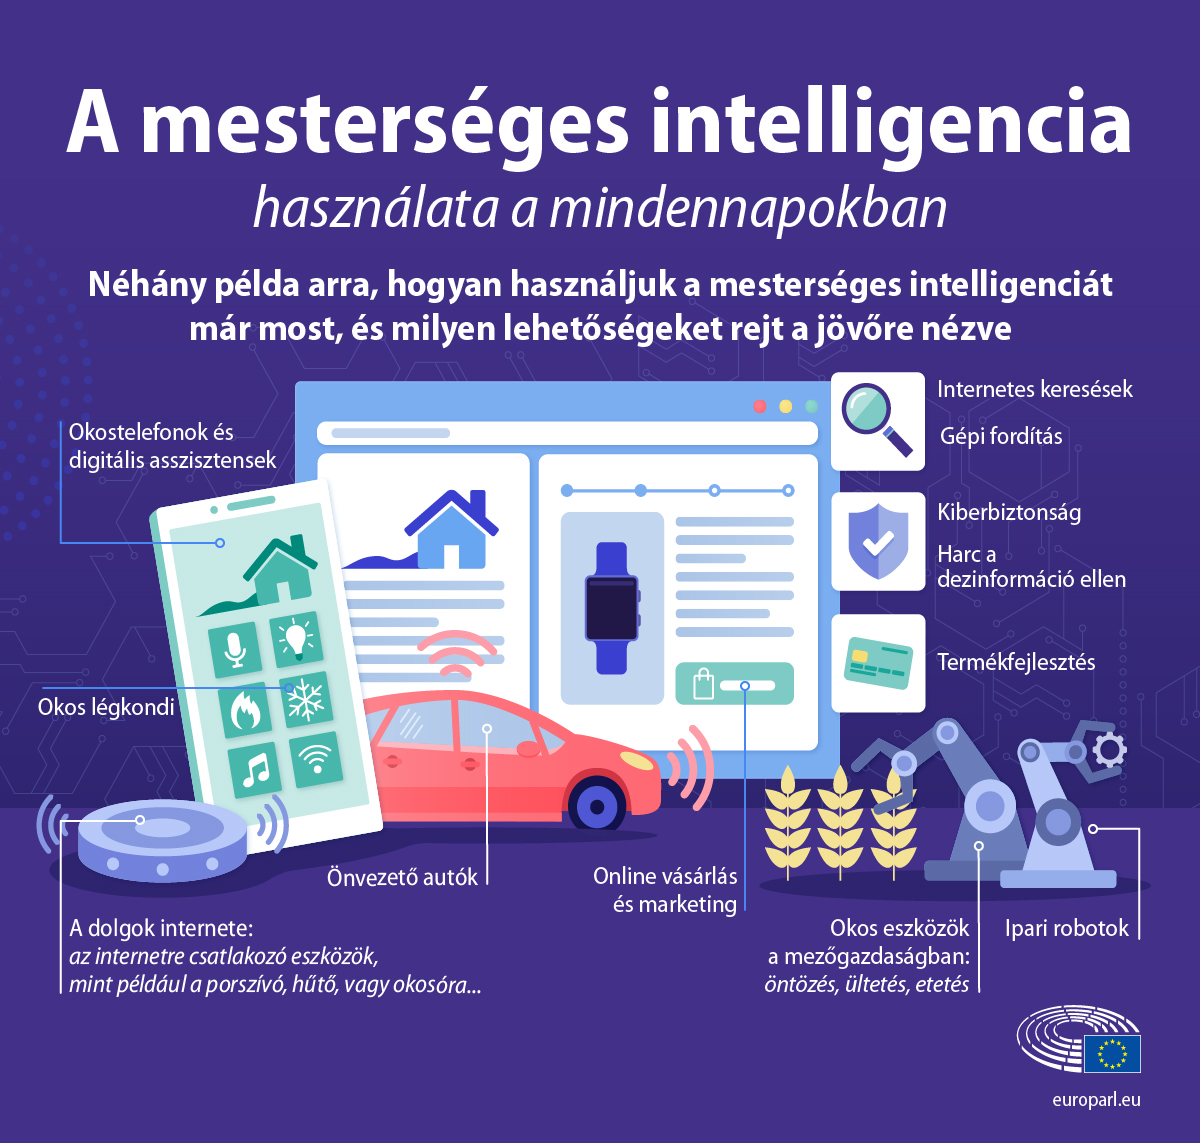 A mesterséges intelligencia
használata a mindennapokban
Néhány példa arra, hogyan használjuk a mesterséges intelligenciát
már most, és milyen lehetőségeket rejt a jövőre nézve
Okostelefonok és
digitális asszisztensek
Internetes keresések
Gépi fordítás
Kiberbiztonság
Harc a
dezinformáció ellen
Termékfejlesztés
Okos légkondi
Önvezető autók
Online vásárlás
és marketing
A dolgok internete:
az internetre csatlakozó eszközök,
mint például a porszívó, hűtő, vagy okosóra...
Okos eszközök
a mezőgazdaságban:
öntözés, ültetés, etetés
Ipari robotok
europarl.eu